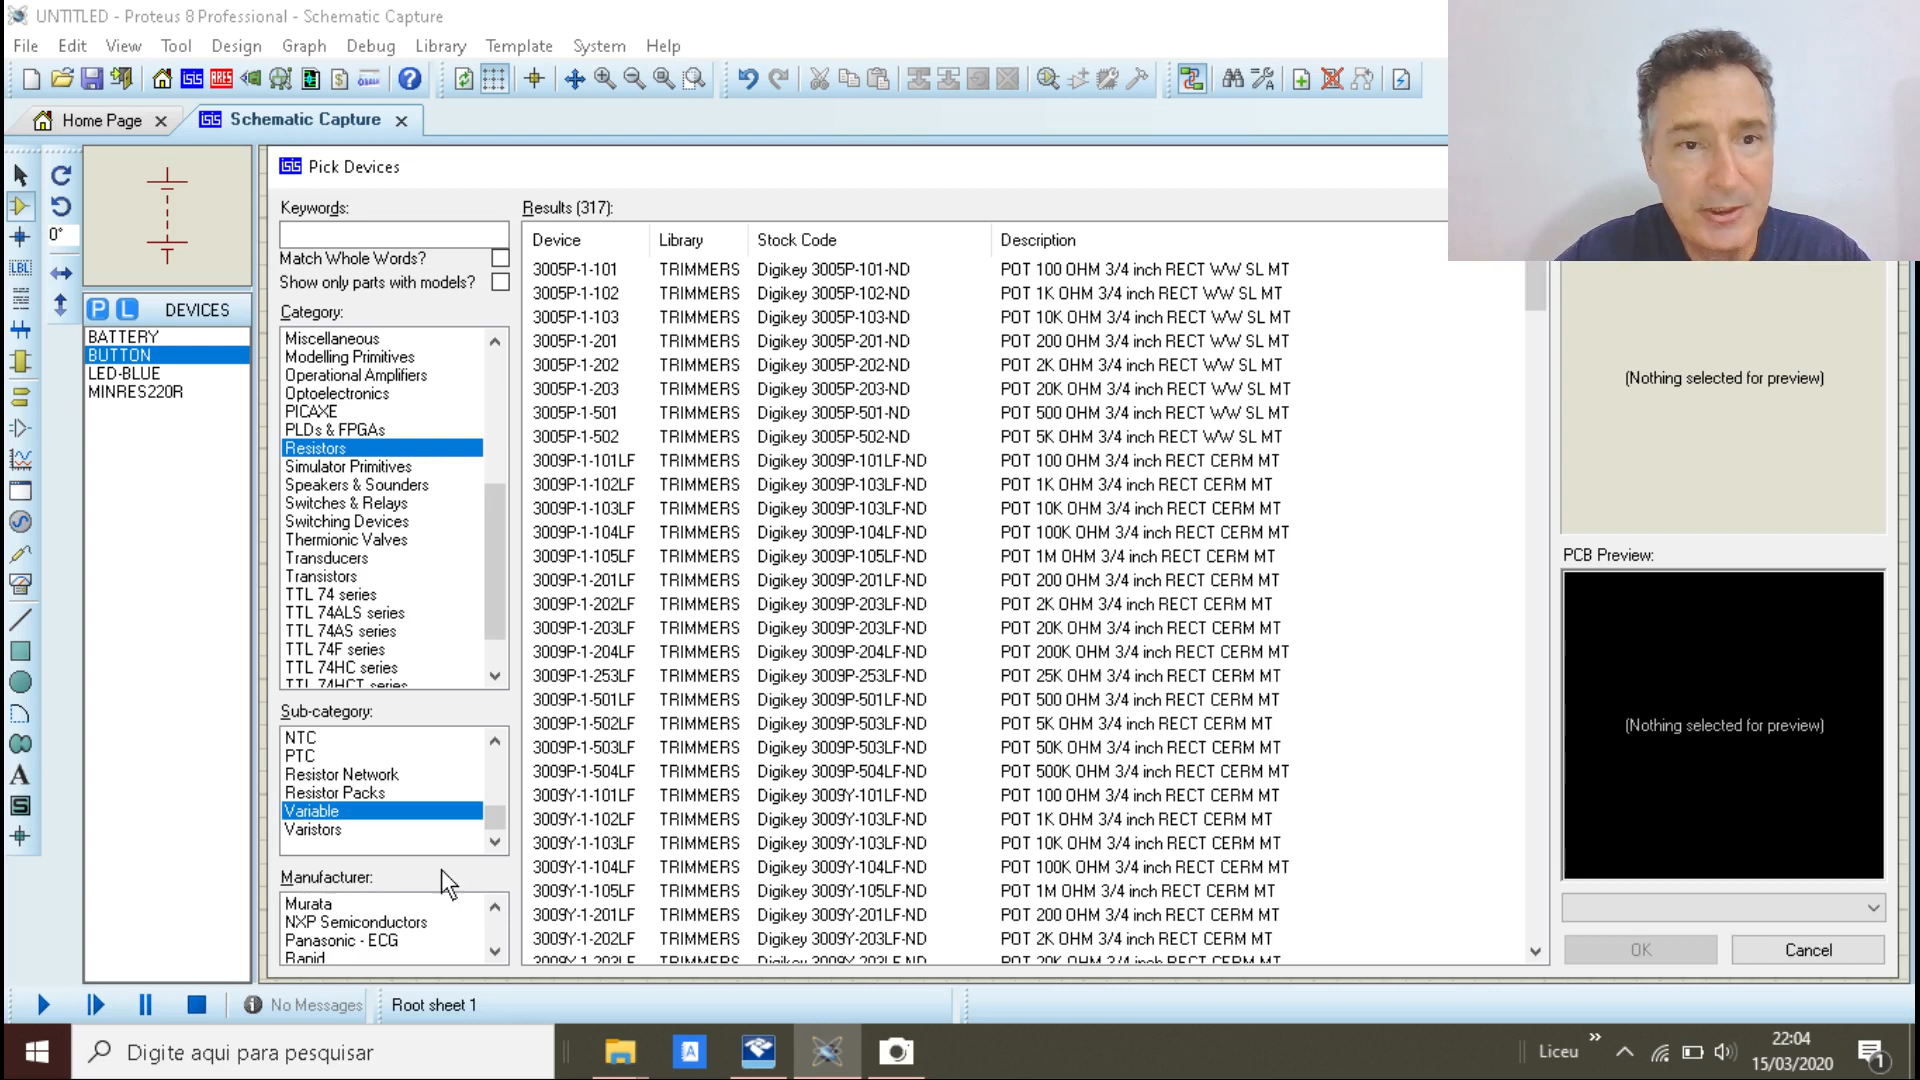 UNTITLED - Proteus 8 Professional - Schematic Capture
File Edit View Tool Design Graph Debug Library Template System Help
Home Page
Schematic Capture
Pick Devices
Keywords:
Match Whole Words?
Show only parts with models?
Category:
Miscellaneous
Modelling Primitives
Operational Amplifiers
Optoelectronics
PICAXE
PLDs & FPGAs
Resistors
Simulator Primitives
Speakers & Sounders
Switches & Relays
Switching Devices
Thermionic Valves
Transducers
Transistors
TTL 74 series
TTL 74ALS series
TTL 74AS series
TTL 74F series
TTL 74HC series
TTL 74HCT series
Sub-category:
NTC
PTC
Resistor Network
Resistor Packs
Variable
Varistors
Manufacturer:
Murata
NXP Semiconductors
Panasonic - ECG
Rapid
0°
LBL
P L DEVICES
BATTERY
BUTTON
LED-BLUE
MINRES220R
Results (317):
Device Library Stock Code Description
3005P-1-101 TRIMMERS Digikey 3005P-101-ND POT 100 OHM 3/4 inch RECT WW SL MT
3005P-1-102 TRIMMERS Digikey 3005P-102-ND POT 1K OHM 3/4 inch RECT WW SL MT
3005P-1-103 TRIMMERS Digikey 3005P-103-ND POT 10K OHM 3/4 inch RECT WW SL MT
3005P-1-201 TRIMMERS Digikey 3005P-201-ND POT 200 OHM 3/4 inch RECT WW SL MT
3005P-1-202 TRIMMERS Digikey 3005P-202-ND POT 2K OHM 3/4 inch RECT WW SL MT
3005P-1-203 TRIMMERS Digikey 3005P-203-ND POT 20K OHM 3/4 inch RECT WW SL MT
3005P-1-501 TRIMMERS Digikey 3005P-501-ND POT 500 OHM 3/4 inch RECT WW SL MT
3005P-1-502 TRIMMERS Digikey 3005P-502-ND POT 5K OHM 3/4 inch RECT WW SL MT
3009P-1-101LF TRIMMERS Digikey 3009P-101LF-ND POT 100 OHM 3/4 inch RECT CERM MT
3009P-1-102LF TRIMMERS Digikey 3009P-103LF-ND POT 1K OHM 3/4 inch RECT CERM MT
3009P-1-103LF TRIMMERS Digikey 3009P-103LF-ND POT 10K OHM 3/4 inch RECT CERM MT
3009P-1-104LF TRIMMERS Digikey 3009P-104LF-ND POT 100K OHM 3/4 inch RECT CERM MT
3009P-1-105LF TRIMMERS Digikey 3009P-105LF-ND POT 1M OHM 3/4 inch RECT CERM MT
3009P-1-201LF TRIMMERS Digikey 3009P-201LF-ND POT 200 OHM 3/4 inch RECT CERM MT
3009P-1-202LF TRIMMERS Digikey 3009P-203LF-ND POT 2K OHM 3/4 inch RECT CERM MT
3009P-1-203LF TRIMMERS Digikey 3009P-203LF-ND POT 20K OHM 3/4 inch RECT CERM MT
3009P-1-204LF TRIMMERS Digikey 3009P-204LF-ND POT 200K OHM 3/4 inch RECT CERM MT
3009P-1-253LF TRIMMERS Digikey 3009P-253LF-ND POT 25K OHM 3/4 inch RECT CERM MT
3009P-1-501LF TRIMMERS Digikey 3009P-501LF-ND POT 500 OHM 3/4 inch RECT CERM MT
3009P-1-502LF TRIMMERS Digikey 3009P-503LF-ND POT 5K OHM 3/4 inch RECT CERM MT
3009P-1-503LF TRIMMERS Digikey 3009P-503LF-ND POT 50K OHM 3/4 inch RECT CERM MT
3009P-1-504LF TRIMMERS Digikey 3009P-504LF-ND POT 500K OHM 3/4 inch RECT CERM MT
3009Y-1-101LF TRIMMERS Digikey 3009Y-101LF-ND POT 100 OHM 3/4 inch RECT CERM MT
3009Y-1-102LF TRIMMERS Digikey 3009Y-103LF-ND POT 1K OHM 3/4 inch RECT CERM MT
3009Y-1-103LF TRIMMERS Digikey 3009Y-103LF-ND POT 10K OHM 3/4 inch RECT CERM MT
3009Y-1-104LF TRIMMERS Digikey 3009Y-104LF-ND POT 100K OHM 3/4 inch RECT CERM MT
3009Y-1-105LF TRIMMERS Digikey 3009Y-105LF-ND POT 1M OHM 3/4 inch RECT CERM MT
3009Y-1-201LF TRIMMERS Digikey 3009Y-201LF-ND POT 200 OHM 3/4 inch RECT CERM MT
3009Y-1-202LF TRIMMERS Digikey 3009Y-203LF-ND POT 2K OHM 3/4 inch RECT CERM MT
3009Y-1-203LF TRIMMERS Digikey 3009Y-203LF-ND POT 20K OHM 3/4 inch RECT CERM MT
(Nothing selected for preview)
PCB Preview:
(Nothing selected for preview)
OK Cancel
No Messages Root sheet 1
Digite aqui para pesquisar
Liceu
22:04
15/03/2020
1